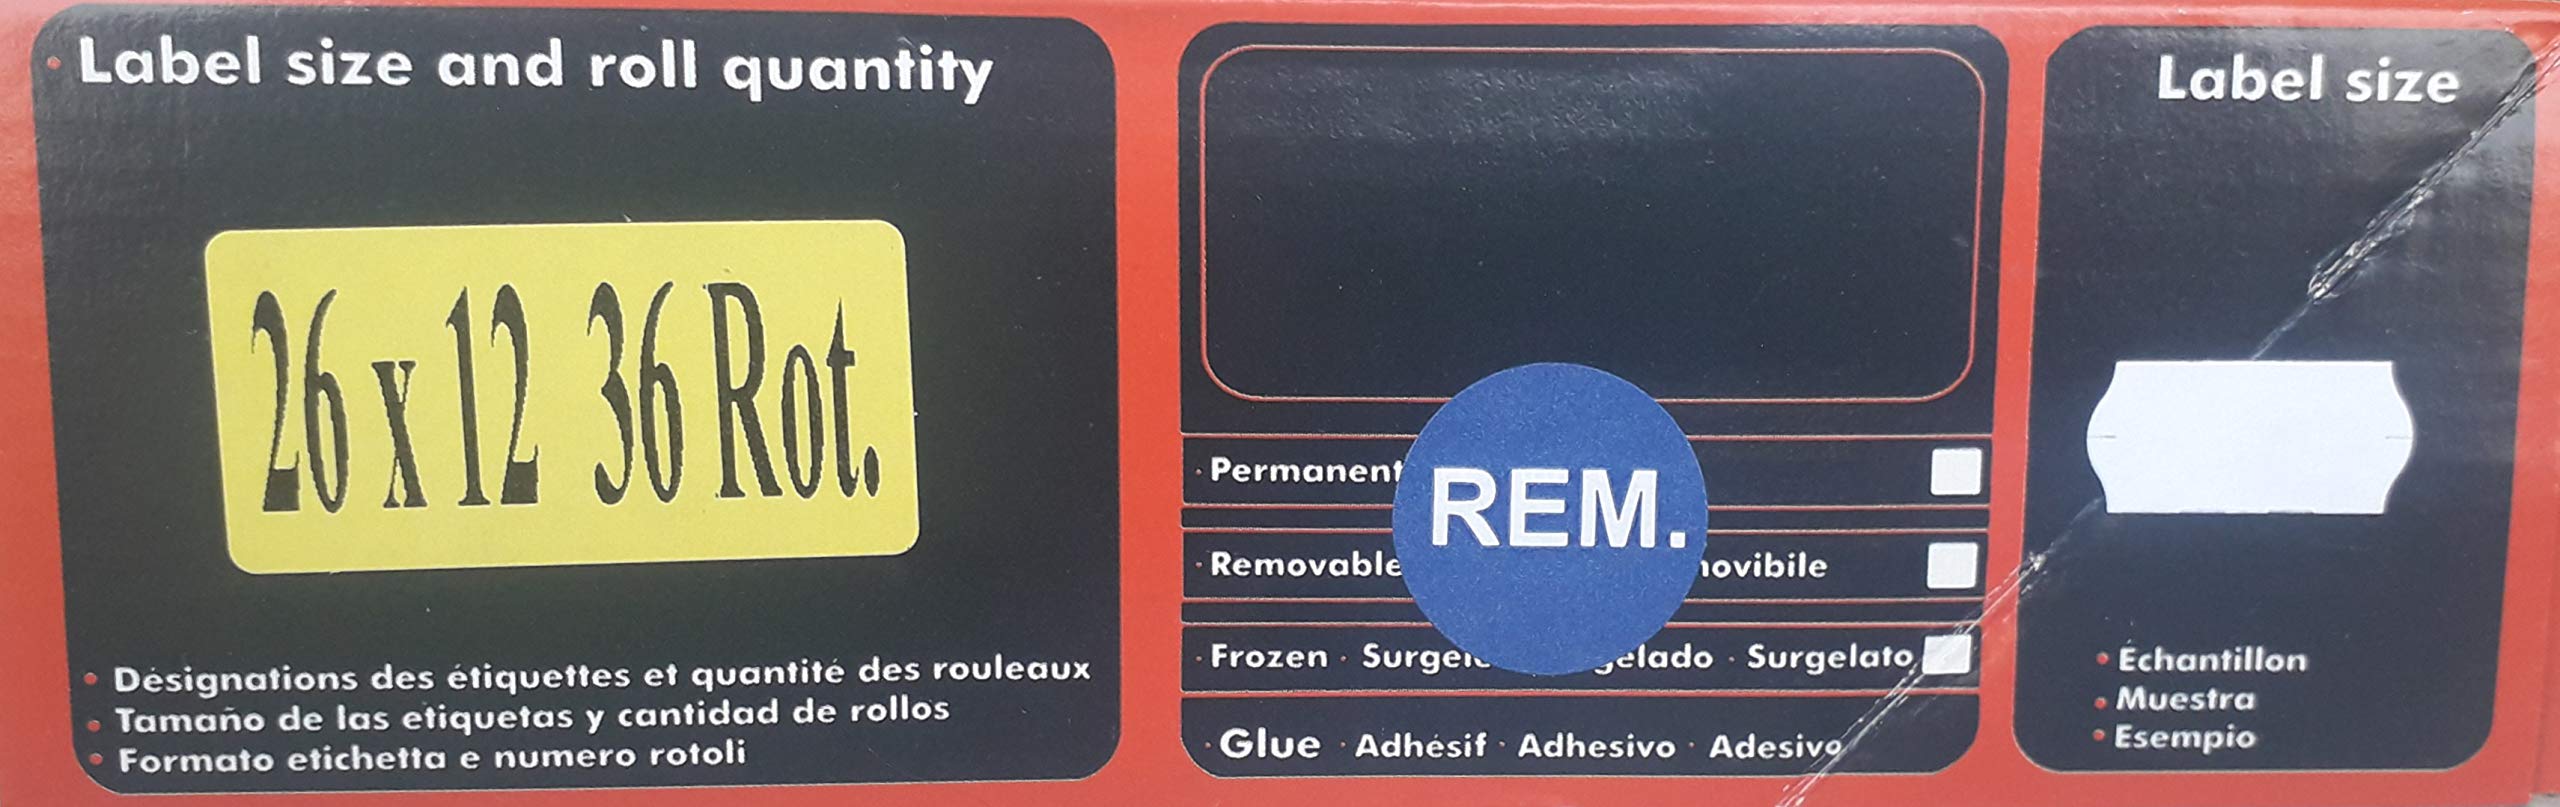 · Label size and roll quantity
26 x 12 36 Rot.
· Désignations des étiquettes et quantité des rouleaux
· Tamaño de las etiquetas y cantidad de rollos
· Formato etichetta e numero rotoli
· Permanent
REM.
· Removable
· Frozen · · Surgelato
· Glue · Adhésif · Adhesivo · Adesivo
Label size
· Échantillon
· Muestra
· Esempio